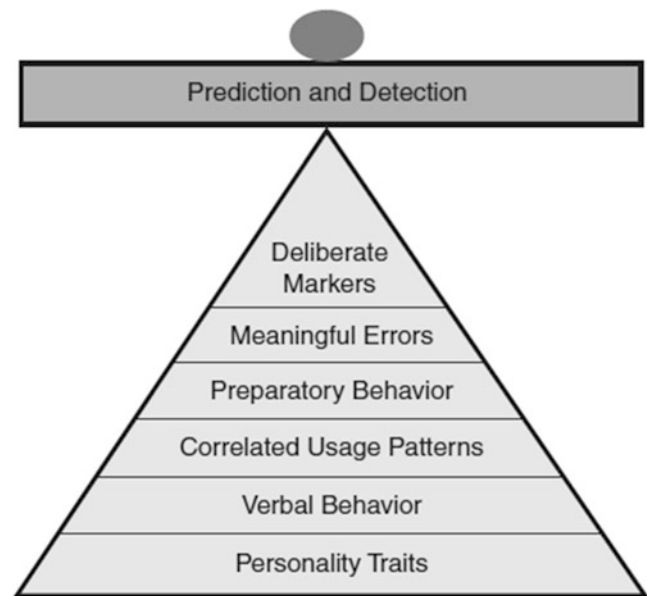 Prediction and Detection
Deliberate
Markers
Meaningful Errors
Preparatory Behavior
Correlated Usage Patterns
Verbal Behavior
Personality Traits